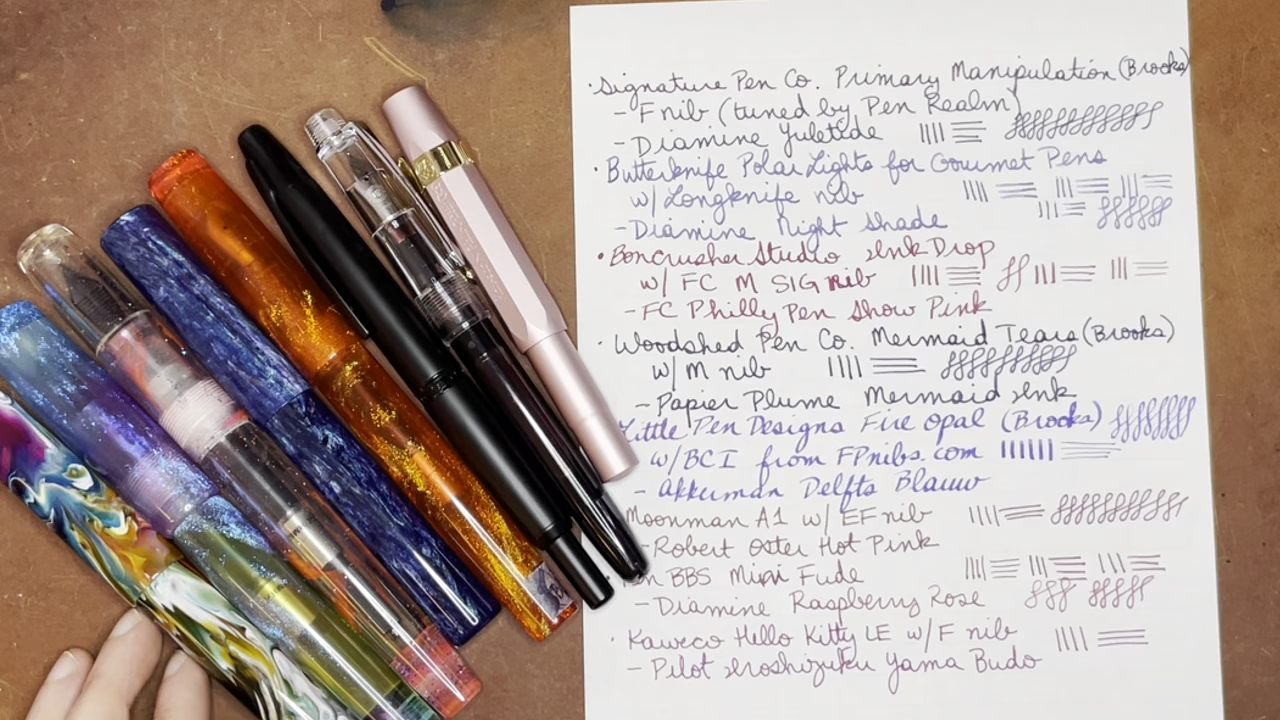 · Signature Pen Co. Primary Manipulation (Brooks)
- F nib (tuned by Pen Realm)
- Diamine Yuletide
· Butterknife Polar Lights for Gourmet Pens
w/ Longknife nib
- Diamine Night Shade
· Boncrusher Studio Ink Drop
w/ FC M SIG nib
- FC Philly Pen Show Pink
· Woodshed Pen Co. Mermaid Tears (Brooks)
w/ M nib
- Papier Plume Mermaid Ink
Little Pen Designs Fire Opal (Brooks)
w/ BCI from FPnibs.com
- Akkerman Delfts Blauw
Moonman A1 w/ EF nib
- Robert Oster Hot Pink
BBS Mini Fude
- Diamine Raspberry Rose
· Kaweco Hello Kitty LE w/ F nib
- Pilot Iroshizuku Yama Budo